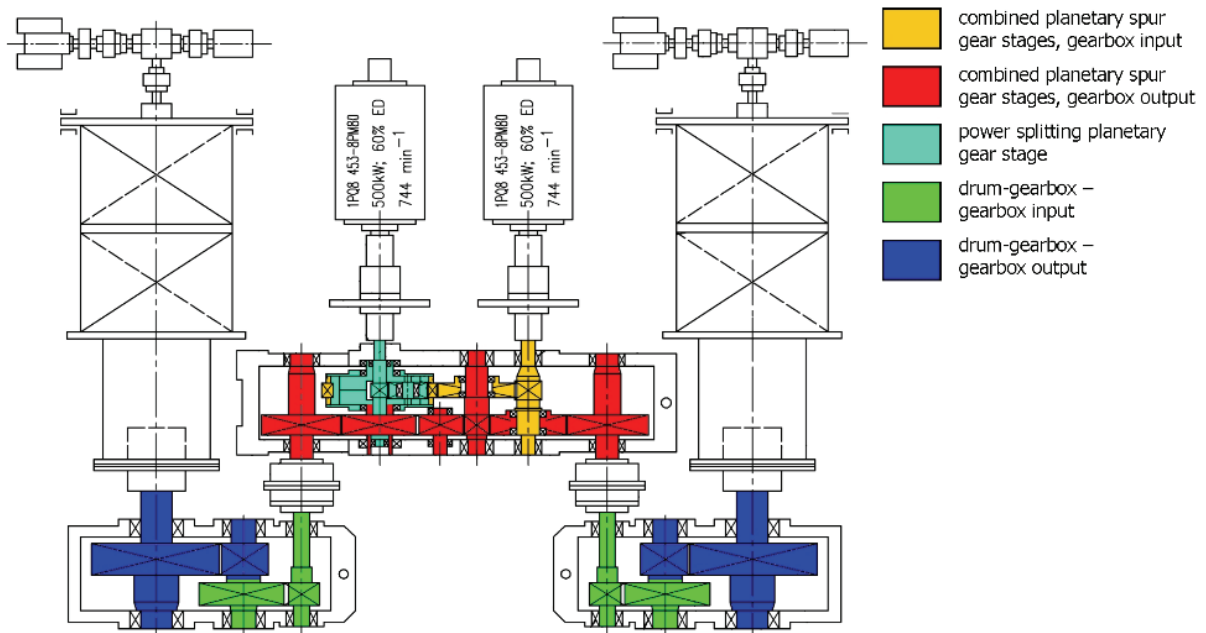 combined planetary spur
gear stages, gearbox input
combined planetary spur
gear stages, gearbox output
power splitting planetary
gear stage
drum-gearbox –
gearbox input
drum-gearbox –
gearbox output
1PQ8 453-8PM80
500kW; 60% ED
744 min⁻¹
1PQ8 453-8PM80
500kW; 60% ED
744 min⁻¹